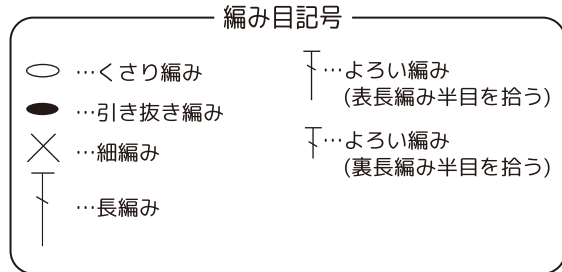 編み目記号
…くさり編み
…引き抜き編み
…細編み
…長編み
…よろい編み
(表長編み半目を拾う)
…よろい編み
(裏長編み半目を拾う)